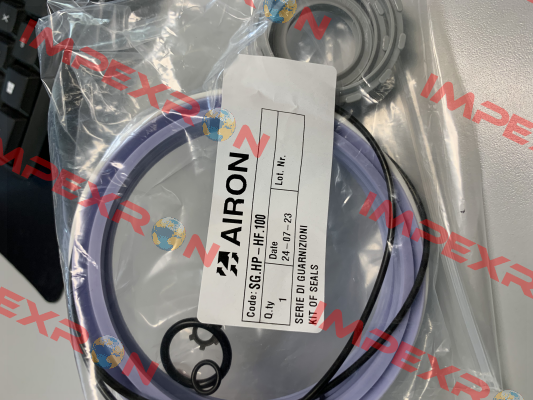 AIRON
Code: SG.HP-HF.100
Q.ty Date Lot. Nr.
1 24-07-23
SERIE DI GUARNIZIONI
KIT OF SEALS
IMPEXRON
IMPEXRON
IMPEXRON
IMPEXRON
IMPEXRON